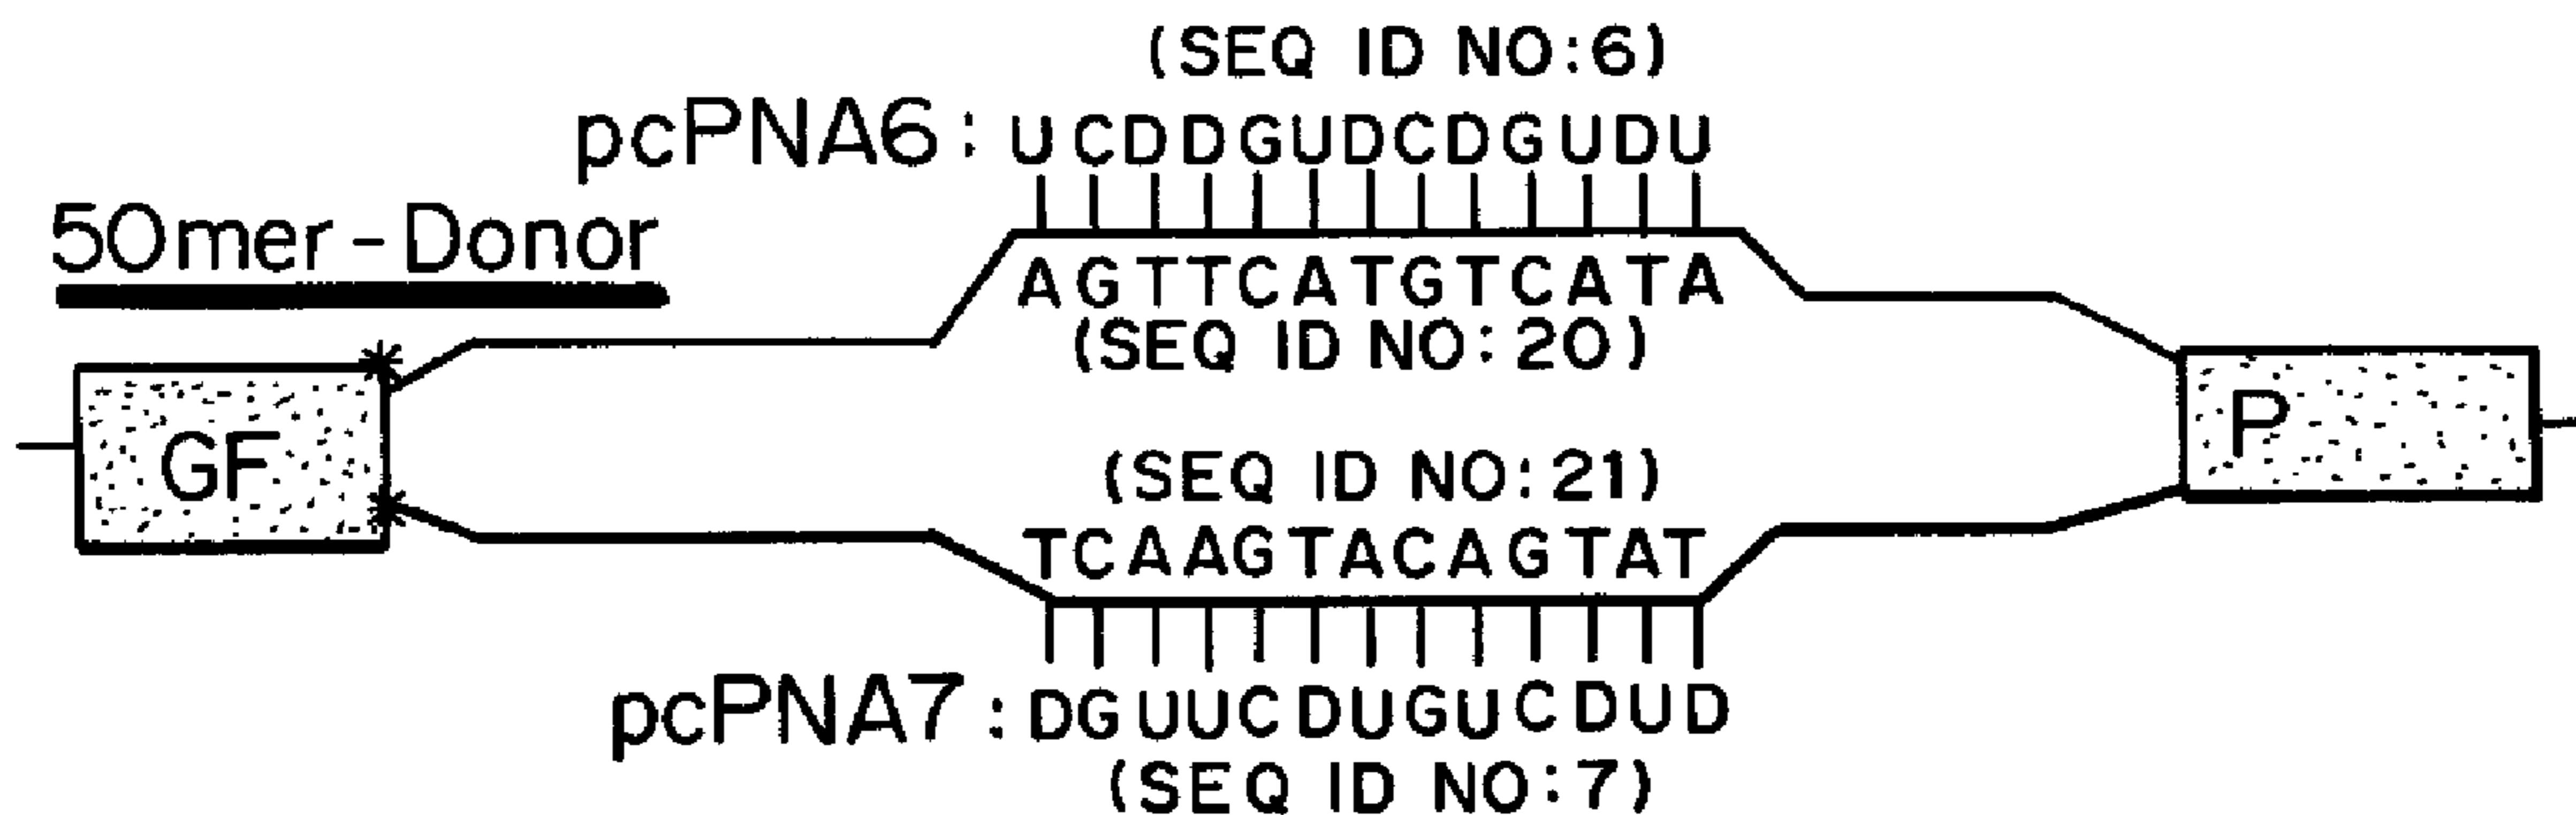 (SEQ ID NO:6)
pcPNA6: UCDDGUDCDGUDU
50mer-Donor
AGTTCATGTCATA
(SEQ ID NO:20)
GF
P
(SEQ ID NO:21)
TCAAGTACAGTAT
pcPNA7: DGUUCDUGUCDUD
(SEQ ID NO:7)